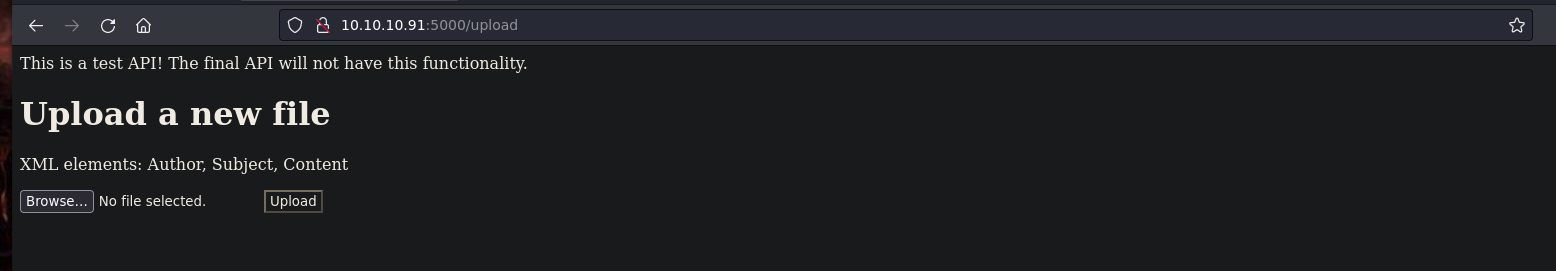 10.10.10.91:5000/upload
This is a test API! The final API will not have this functionality.
Upload a new file
XML elements: Author, Subject, Content
Browse... No file selected. Upload